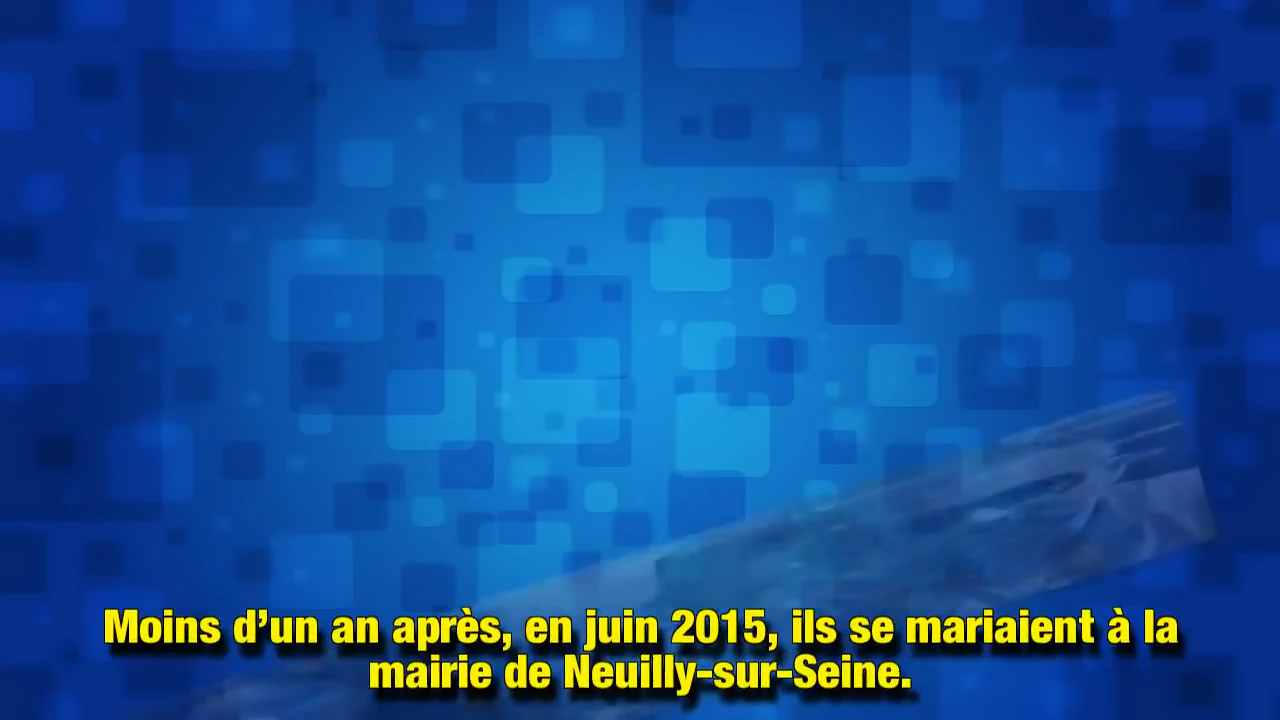 Moins d’un an après, en juin 2015, ils se mariaient à la
mairie de Neuilly-sur-Seine.